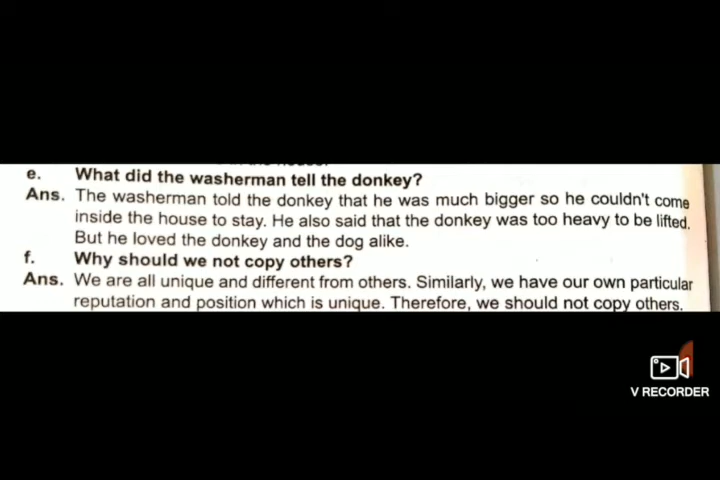 e. What did the washerman tell the donkey?
Ans. The washerman told the donkey that he was much bigger so he couldn't come
inside the house to stay. He also said that the donkey was too heavy to be lifted.
But he loved the donkey and the dog alike.
f. Why should we not copy others?
Ans. We are all unique and different from others. Similarly, we have our own particular
reputation and position which is unique. Therefore, we should not copy others.
V RECORDER